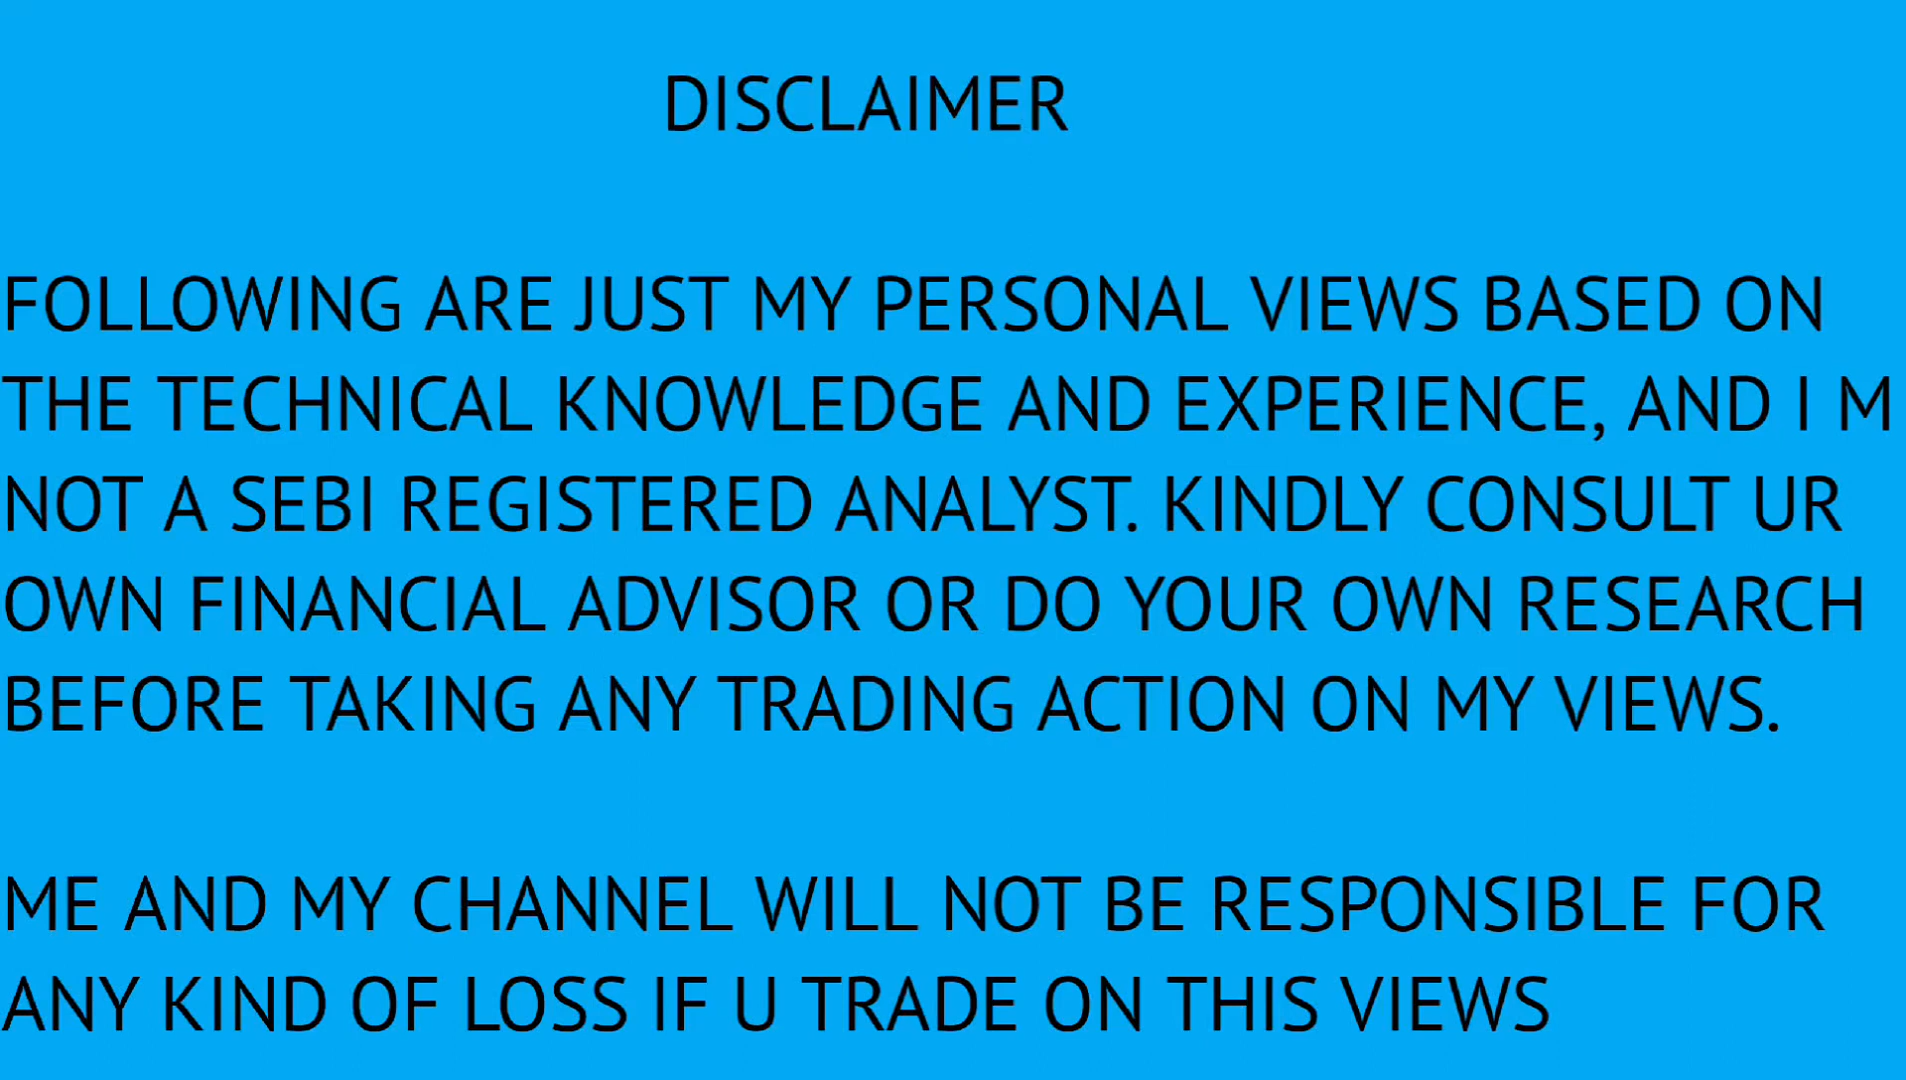 DISCLAIMER
FOLLOWING ARE JUST MY PERSONAL VIEWS BASED ON
THE TECHNICAL KNOWLEDGE AND EXPERIENCE, AND I M
NOT A SEBI REGISTERED ANALYST. KINDLY CONSULT UR
OWN FINANCIAL ADVISOR OR DO YOUR OWN RESEARCH
BEFORE TAKING ANY TRADING ACTION ON MY VIEWS.
ME AND MY CHANNEL WILL NOT BE RESPONSIBLE FOR
ANY KIND OF LOSS IF U TRADE ON THIS VIEWS